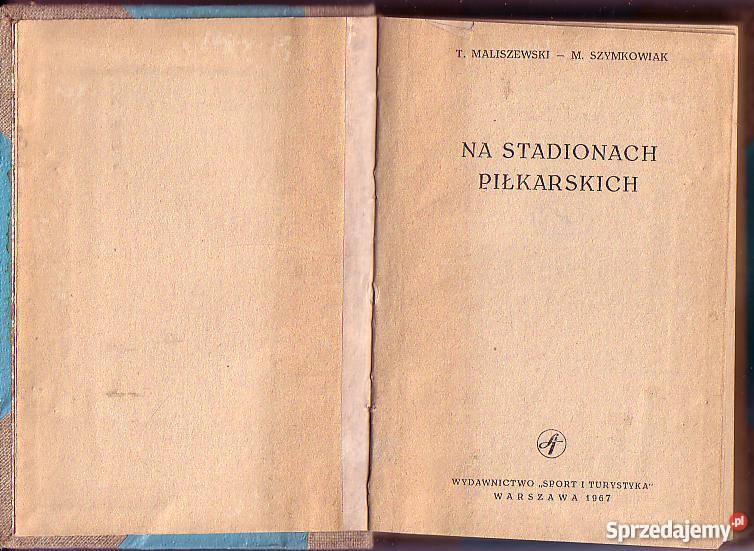 T. MALISZEWSKI – M. SZYMKOWIAK
NA STADIONACH
PIŁKARSKICH
WYDAWNICTWO „SPORT I TURYSTYKA"
WARSZAWA 1967
Sprzedajemy.pl